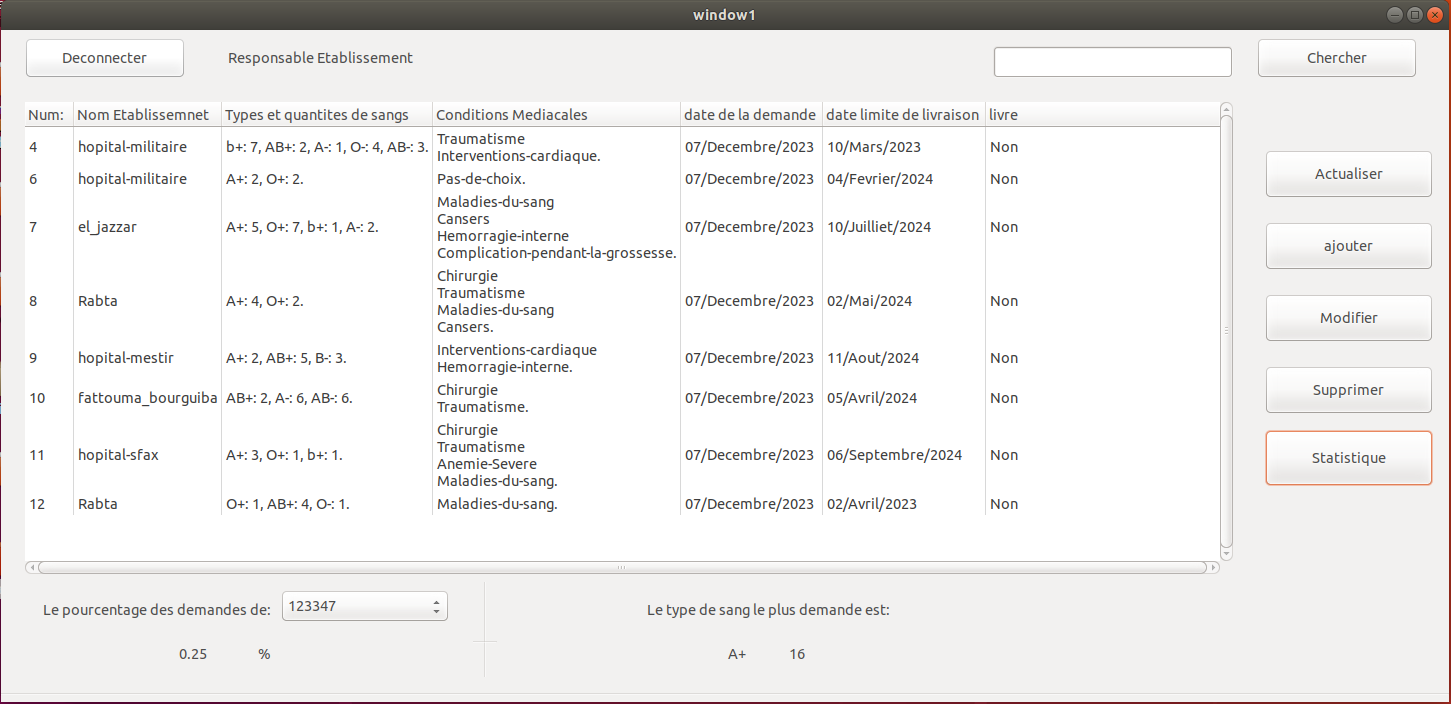 window1
Deconnecter Responsable Etablissement Chercher
Num: Nom Etablissemnet Types et quantites de sangs Conditions Mediacales date de la demande date limite de livraison livre
4 hopital-militaire b+: 7, AB+: 2, A-: 1, O-: 4, AB-: 3. Traumatisme
Interventions-cardiaque. 07/Decembre/2023 10/Mars/2023 Non
6 hopital-militaire A+: 2, O+: 2. Pas-de-choix. 07/Decembre/2023 04/Fevrier/2024 Non
7 el_jazzar A+: 5, O+: 7, b+: 1, A-: 2. Maladies-du-sang
Cansers
Hemorragie-interne
Complication-pendant-la-grossesse. 07/Decembre/2023 10/Juilliet/2024 Non
8 Rabta A+: 4, O+: 2. Chirurgie
Traumatisme
Maladies-du-sang
Cansers. 07/Decembre/2023 02/Mai/2024 Non
9 hopital-mestir A+: 2, AB+: 5, B-: 3. Interventions-cardiaque
Hemorragie-interne. 07/Decembre/2023 11/Aout/2024 Non
10 fattouma_bourguiba AB+: 2, A-: 6, AB-: 6. Chirurgie
Traumatisme. 07/Decembre/2023 05/Avril/2024 Non
11 hopital-sfax A+: 3, O+: 1, b+: 1. Chirurgie
Traumatisme
Anemie-Severe
Maladies-du-sang. 07/Decembre/2023 06/Septembre/2024 Non
12 Rabta O+: 1, AB+: 4, O-: 1. Maladies-du-sang. 07/Decembre/2023 02/Avril/2023 Non
Actualiser
ajouter
Modifier
Supprimer
Statistique
Le pourcentage des demandes de: 123347
0.25 %
Le type de sang le plus demande est:
A+ 16